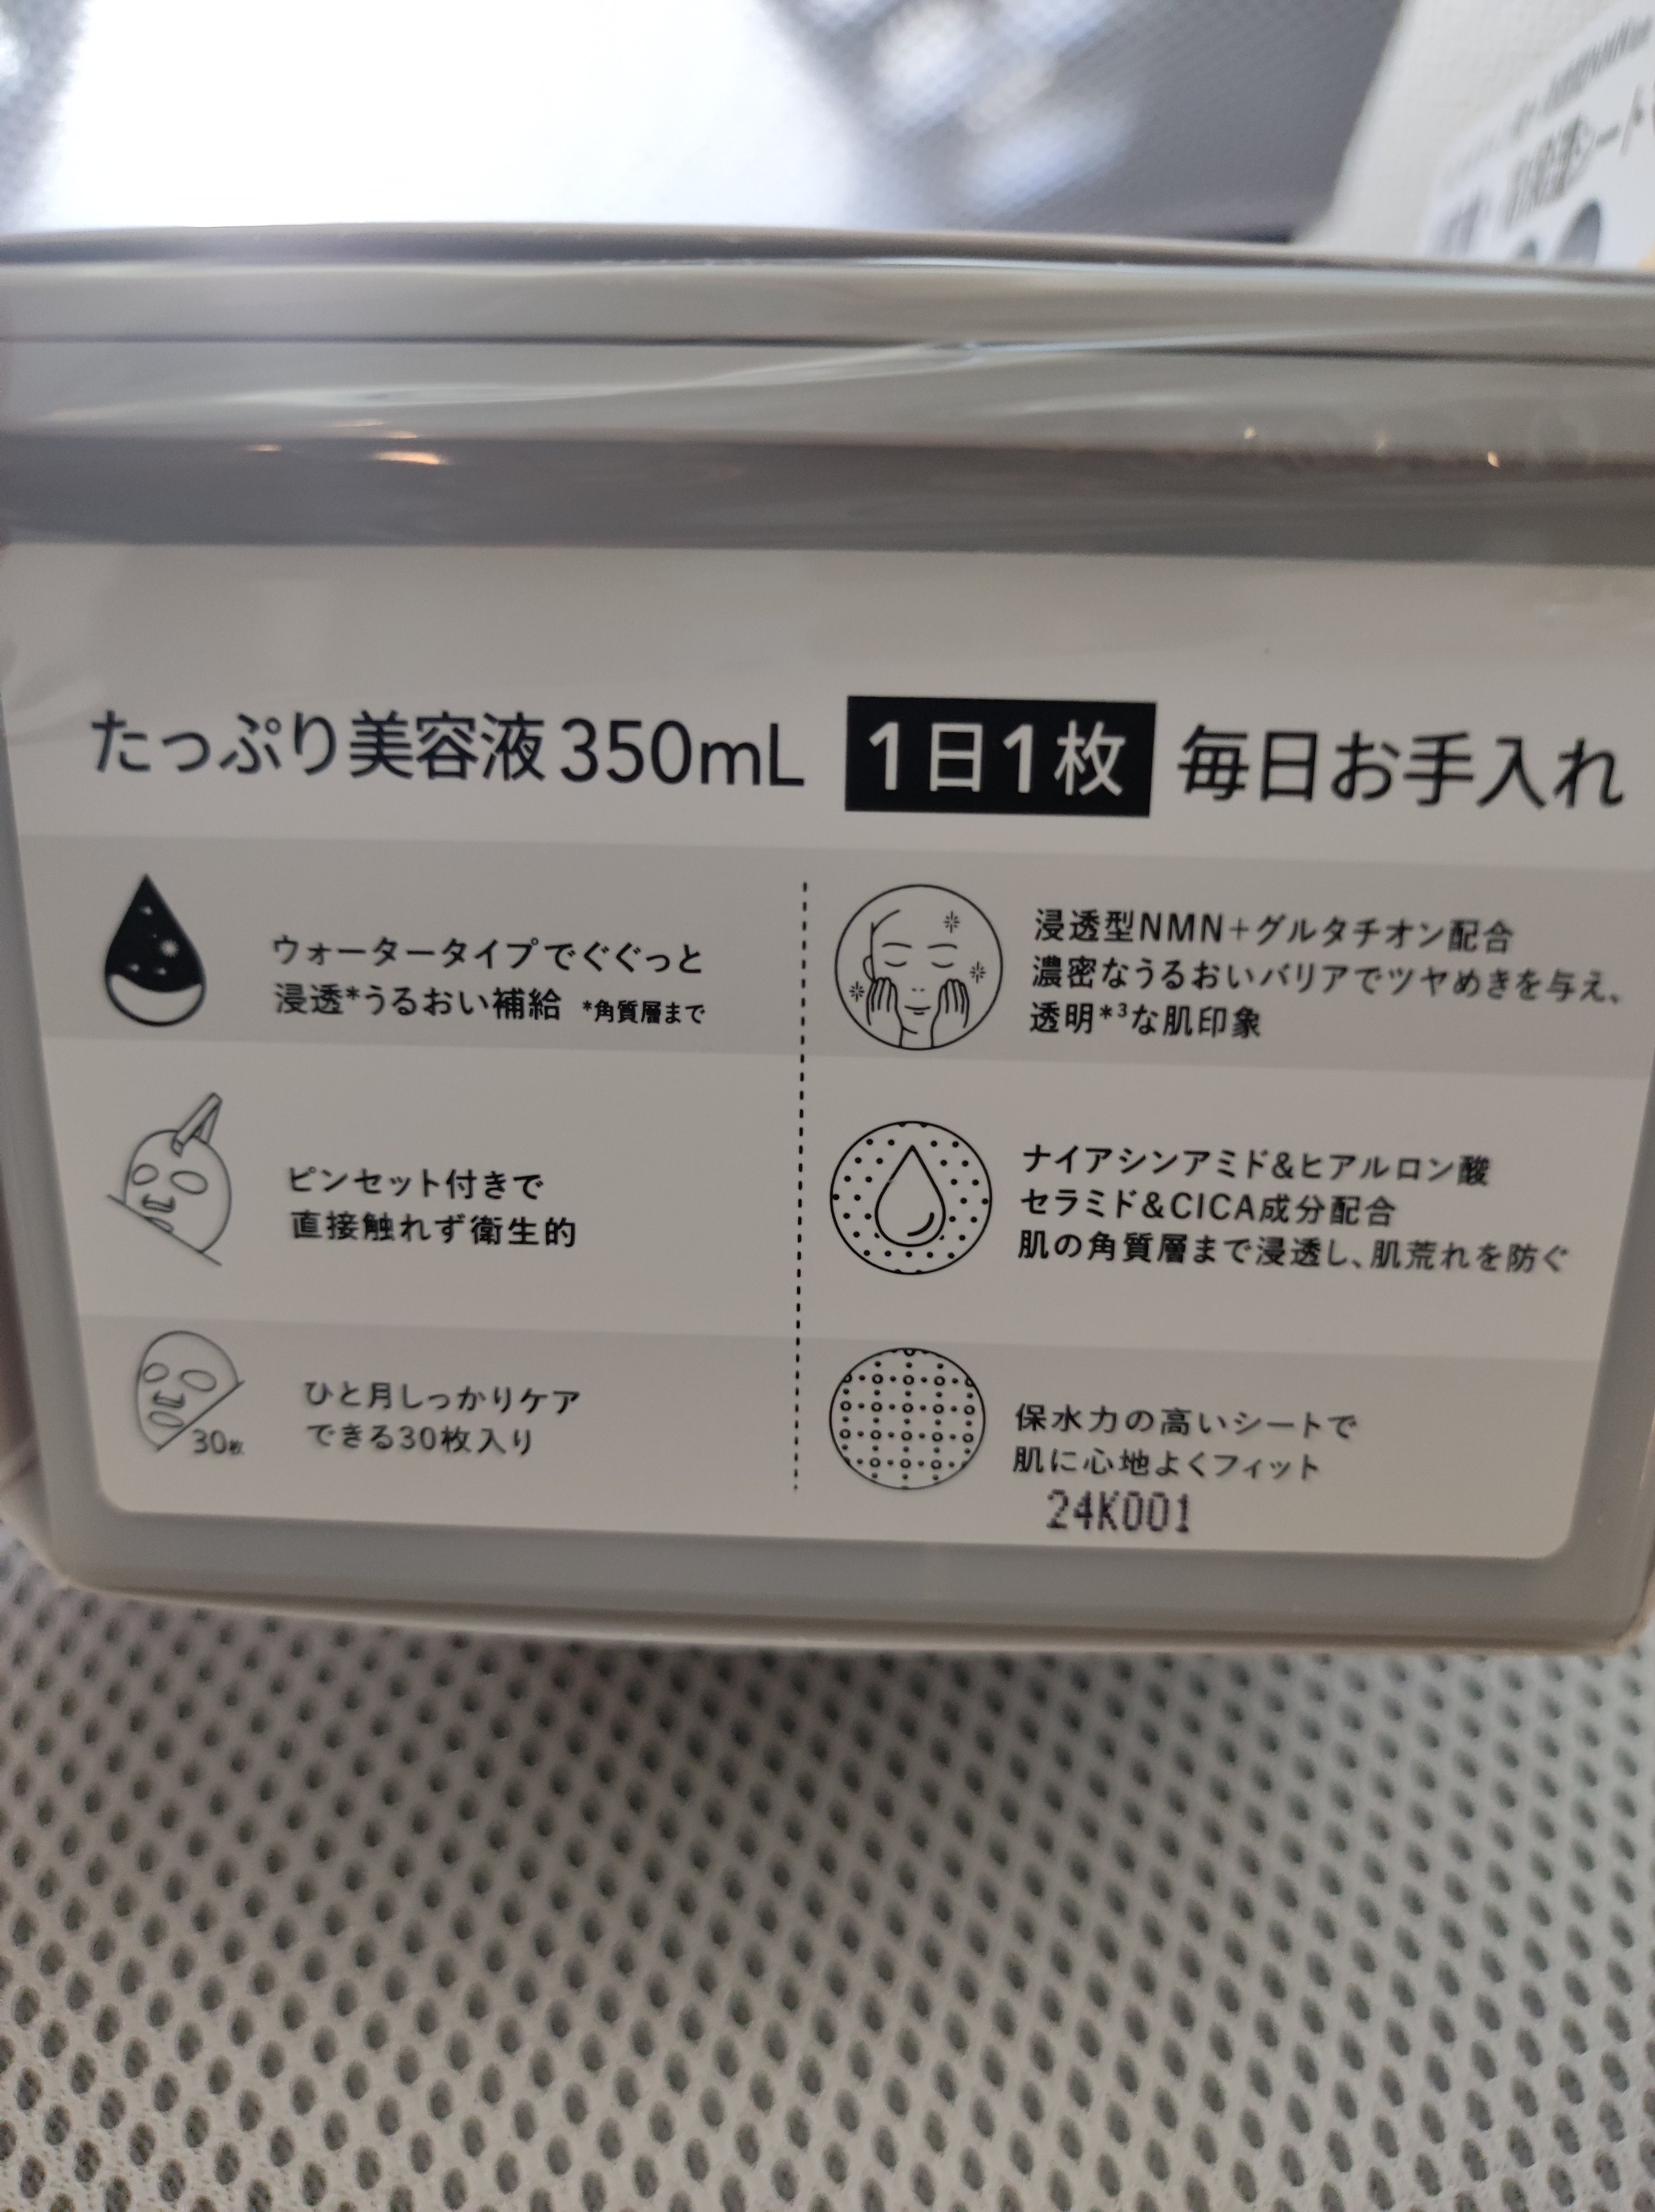 たっぷり美容液350mL 1日1枚 毎日お手入れ
ウォータータイプでぐぐっと
浸透*うるおい補給 *角質層まで
ピンセット付きで
直接触れず衛生的
30枚
ひと月しっかりケア
できる30枚入り
浸透型NMN+グルタチオン配合
濃密なうるおいバリアでツヤめきを与え、
透明*3な肌印象
ナイアシンアミド&ヒアルロン酸
セラミド&CICA成分配合
肌の角質層まで浸透し、肌荒れを防ぐ
保水力の高いシートで
肌に心地よくフィット
24K001